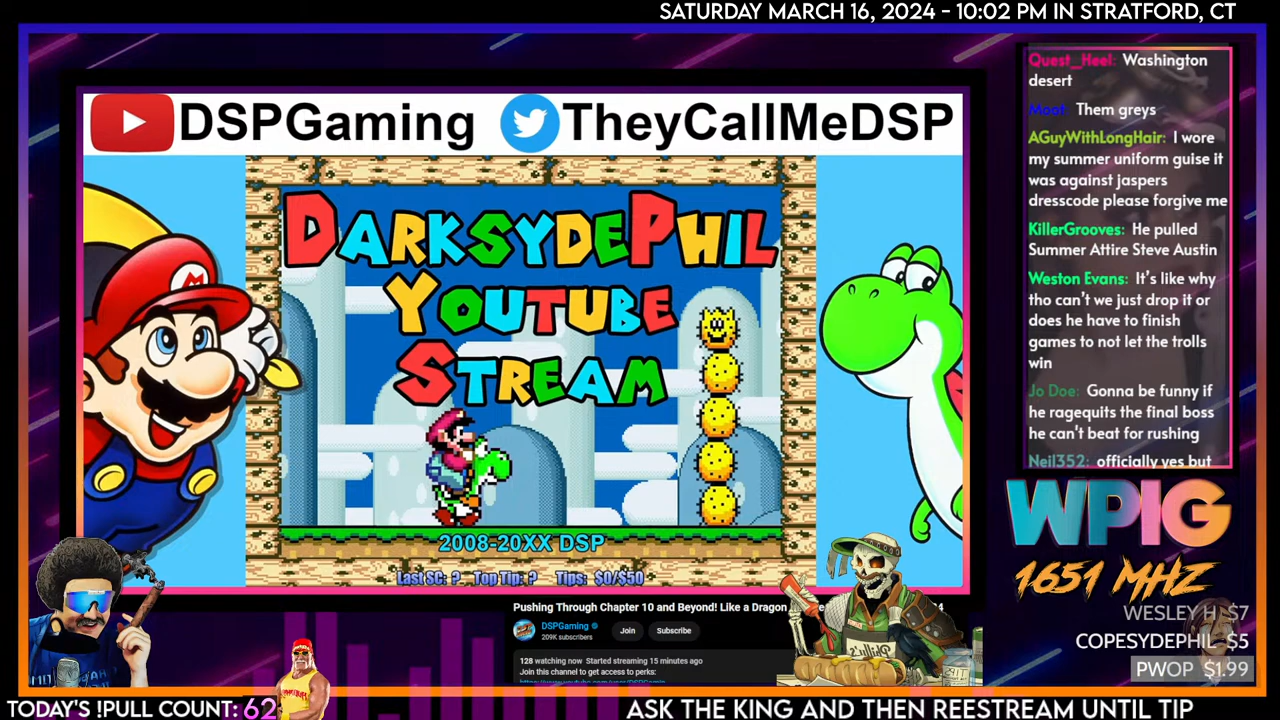 SATURDAY MARCH 16, 2024 - 10:02 PM IN STRATFORD, CT
DSPGaming TheyCallMeDSP
DARKSYDEPHIL
YOUTUBE
STREAM
2008-20XX DSP
Last SC: ? Top Tip: ? Tips: $0/$50
Quest_Heel: Washington
desert
Moot: Them greys
AGuyWithLongHair: I wore
my summer uniform guise it
was against jaspers
dresscode please forgive me
KillerGrooves: He pulled
Summer Attire Steve Austin
Weston Evans: It's like why
tho can't we just drop it or
does he have to finish
games to not let the trolls
win
Jo Doe: Gonna be funny if
he ragequits the final boss
he can't beat for rushing
Neil352: officially yes but
WPIG
1651 MHZ
WESLEY H $7
COPESYDEPHIL $5
PWOP $1.99
Pushing Through Chapter 10 and Beyond! Like a Dragon
DSPGaming
209K subscribers
Join Subscribe
128 watching now Started streaming 15 minutes ago
Join this channel to get access to perks:
TODAY'S !PULL COUNT: 62
ASK THE KING AND THEN REESTREAM UNTIL TIP